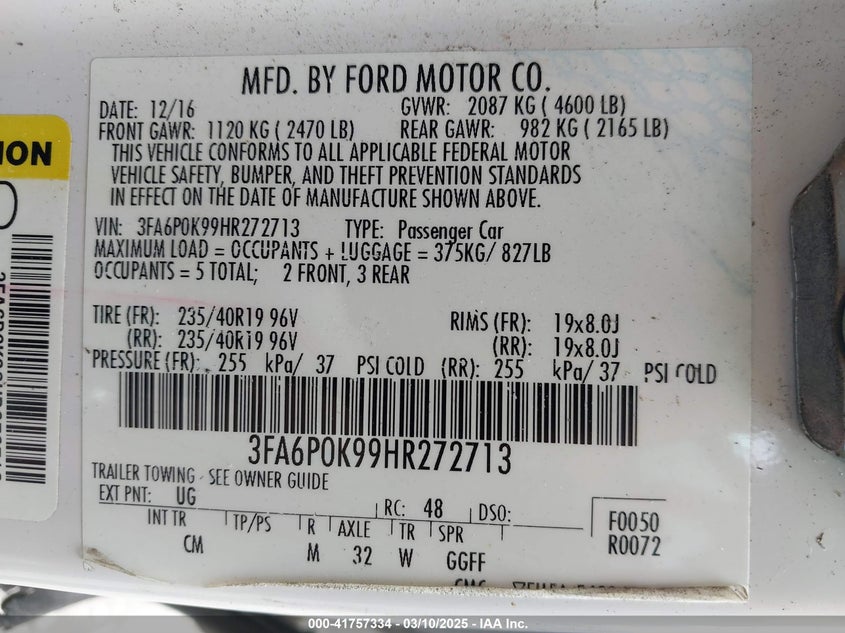 MFD. BY FORD MOTOR CO.
DATE: 12/16 GVWR: 2087 KG ( 4600 LB)
FRONT GAWR: 1120 KG ( 2470 LB) REAR GAWR: 982 KG ( 2165 LB)
THIS VEHICLE CONFORMS TO ALL APPLICABLE FEDERAL MOTOR
VEHICLE SAFETY, BUMPER, AND THEFT PREVENTION STANDARDS
IN EFFECT ON THE DATE OF MANUFACTURE SHOWN ABOVE.
VIN: 3FA6P0K99HR272713 TYPE: Passenger Car
MAXIMUM LOAD = OCCUPANTS + LUGGAGE = 375KG/ 827LB
OCCUPANTS = 5 TOTAL; 2 FRONT, 3 REAR
TIRE (FR): 235/40R19 96V RIMS (FR): 19x8.0J
(RR): 235/40R19 96V (RR): 19x8.0J
PRESSURE (FR): 255 kPa/ 37 PSI COLD (RR): 255 kPa/ 37 PSI COLD
3FA6P0K99HR272713
TRAILER TOWING - SEE OWNER GUIDE
EXT PNT: UG RC: 48 DSO: F0050
INT TR TP/PS R AXLE TR SPR R0072
CM M 32 W GGFF
000-41757334 - 03/10/2025 - IAA Inc.